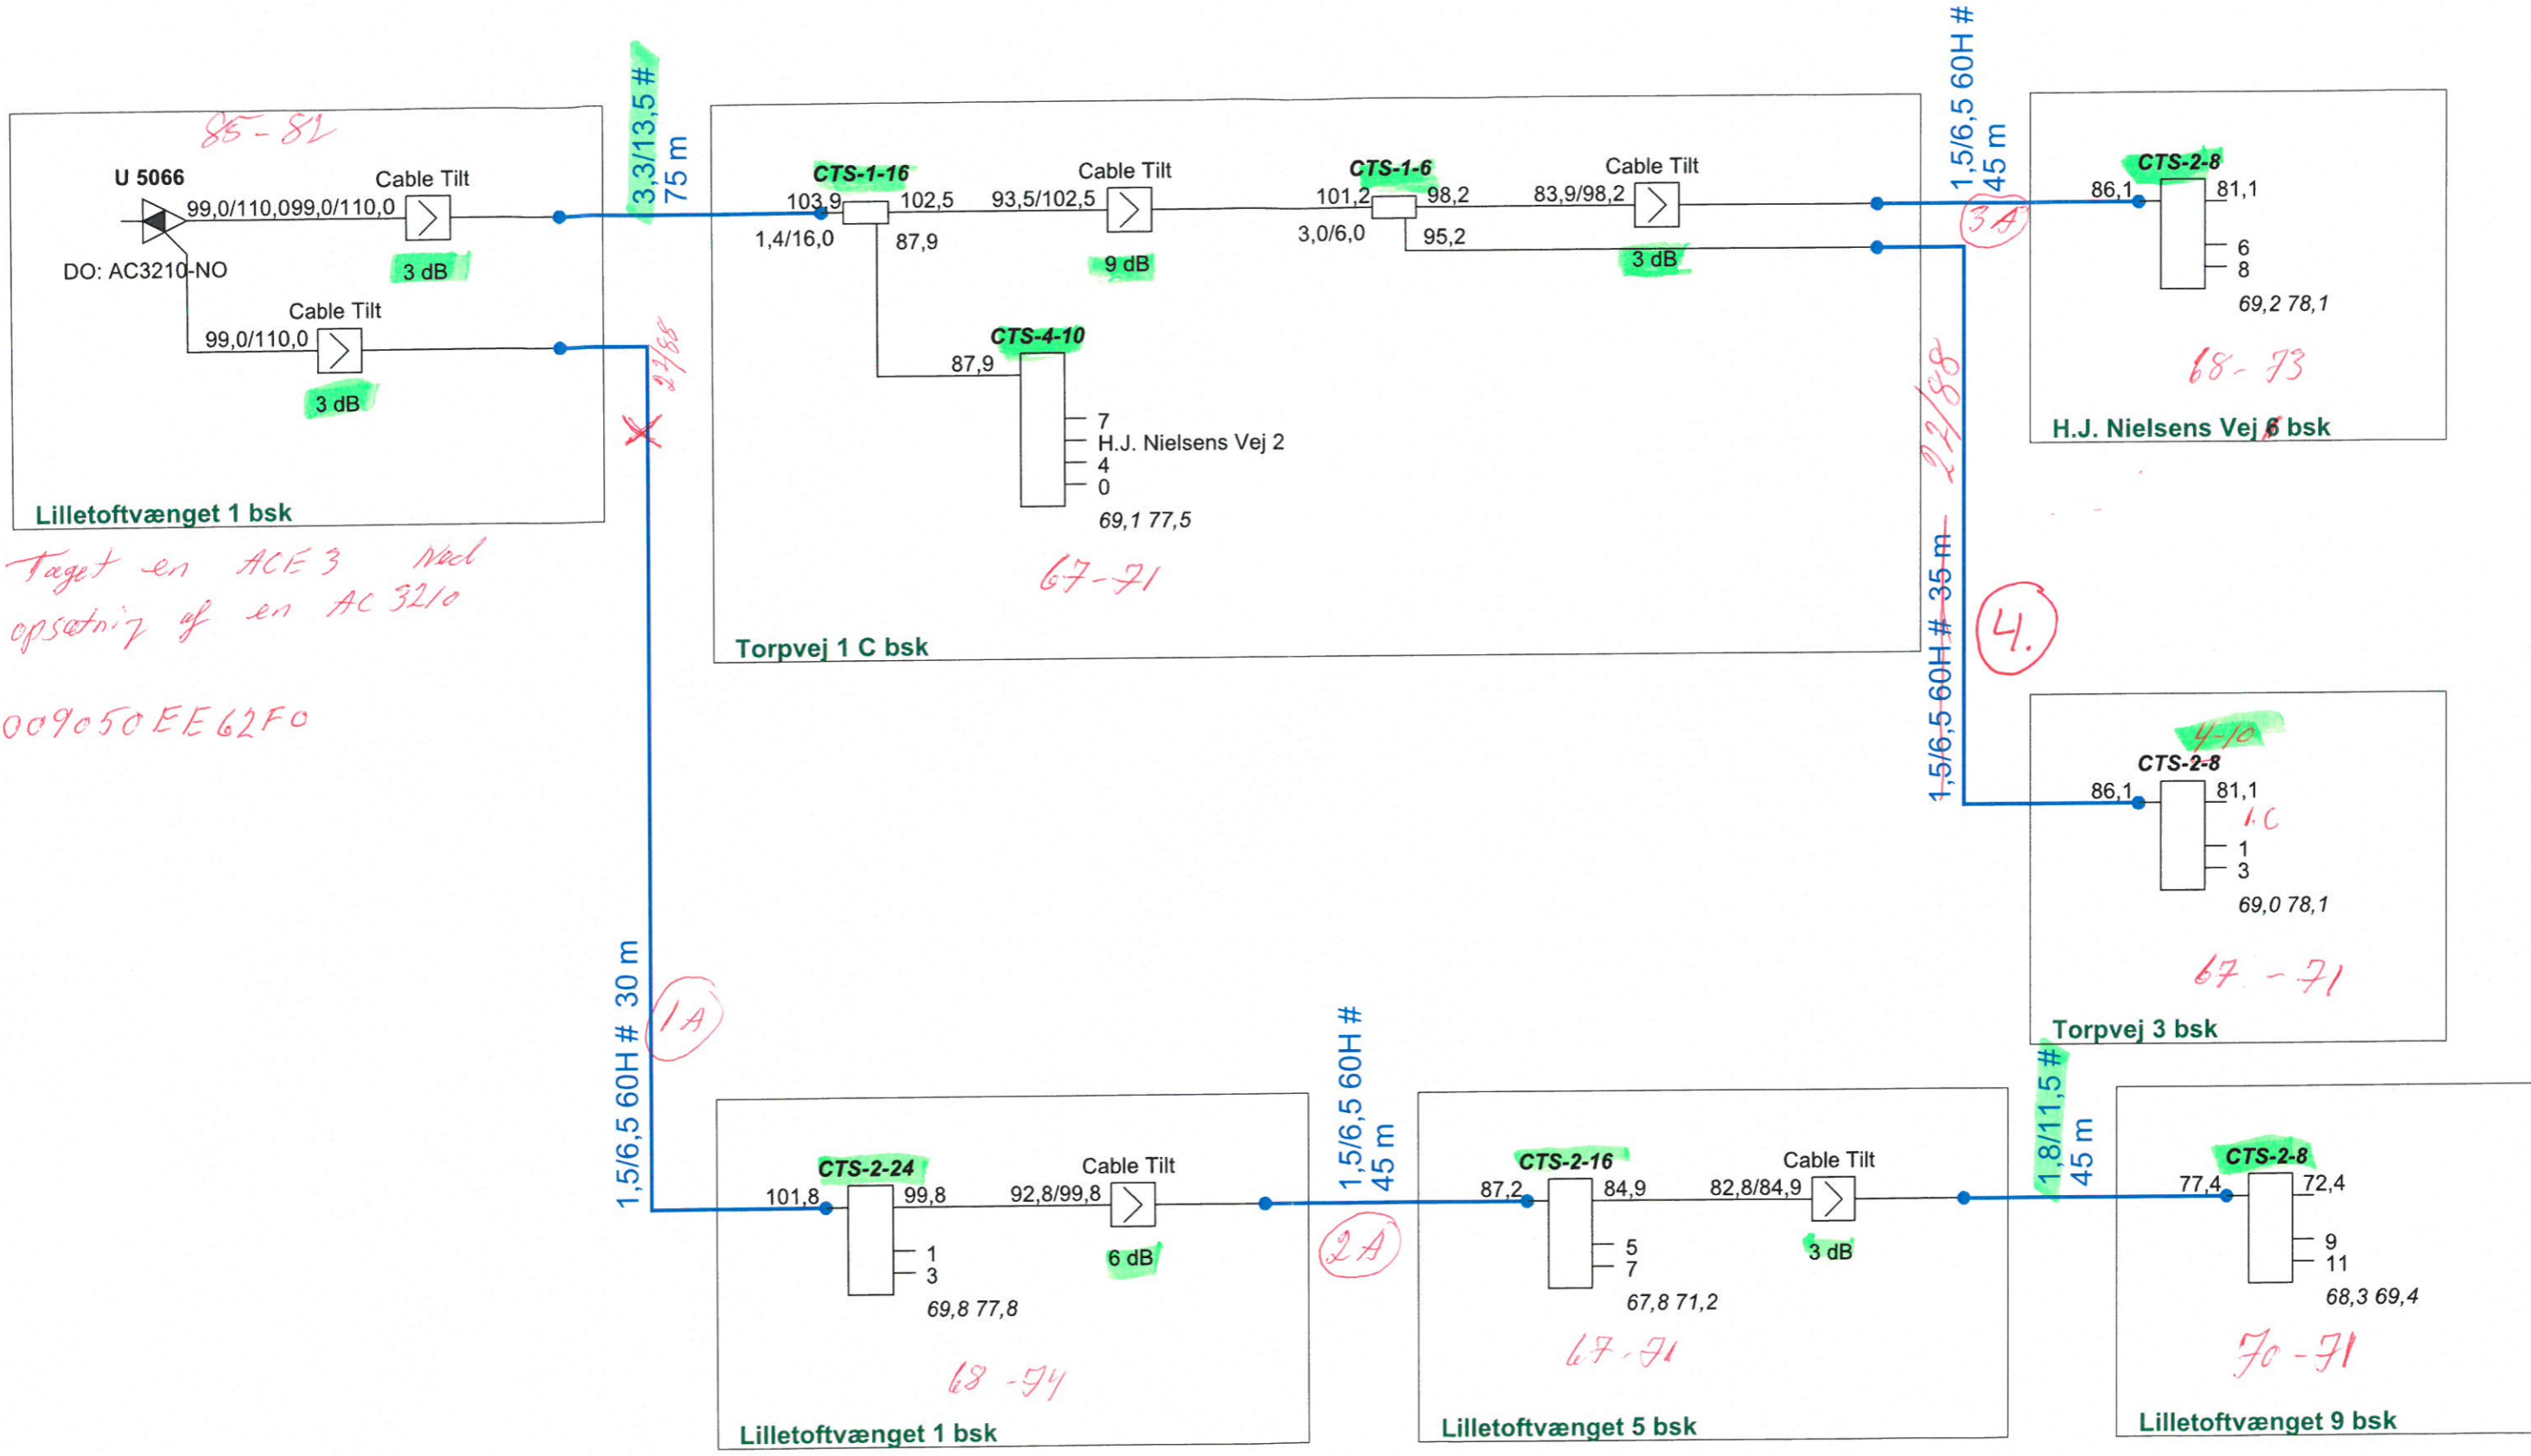 85-82
U 5066
99,0/110,099,0/110,0
Cable Tilt
3 dB
DO: AC3210-NO
Cable Tilt
99,0/110,0
3 dB
Lilletoftvænget 1 bsk
Taget en ACE 3 Ned
opsætning af en AC 3210
009050EE62F0
3,3/13,5 #
75 m
CTS-1-16
103,9
102,5
1,4/16,0
87,9
93,5/102,5
Cable Tilt
9 dB
CTS-1-6
101,2
98,2
3,0/6,0
95,2
83,9/98,2
Cable Tilt
3 dB
CTS-4-10
87,9
7
H.J. Nielsens Vej 2
4
0
69,1 77,5
67-71
Torpvej 1 C bsk
1,5/6,5 60H #
45 m
3A
CTS-2-8
86,1
81,1
6
8
69,2 78,1
68-73
H.J. Nielsens Vej 6 bsk
27/88
1,5/6,5 60H # 35 m
4.
4-10
CTS-2-8
86,1
81,1
1.C
1
3
69,0 78,1
67 - 71
Torpvej 3 bsk
27/88
X
1,5/6,5 60H # 30 m
1A
CTS-2-24
101,8
99,8
92,8/99,8
Cable Tilt
6 dB
1
3
69,8 77,8
68-74
Lilletoftvænget 1 bsk
1,5/6,5 60H #
45 m
2A
CTS-2-16
87,2
84,9
82,8/84,9
Cable Tilt
3 dB
5
7
67,8 71,2
67-71
Lilletoftvænget 5 bsk
1,8/11,5 #
45 m
CTS-2-8
77,4
72,4
9
11
68,3 69,4
70-71
Lilletoftvænget 9 bsk